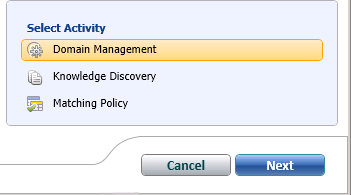 Select Activity
Domain Management
Knowledge Discovery
Matching Policy
Cancel
Next